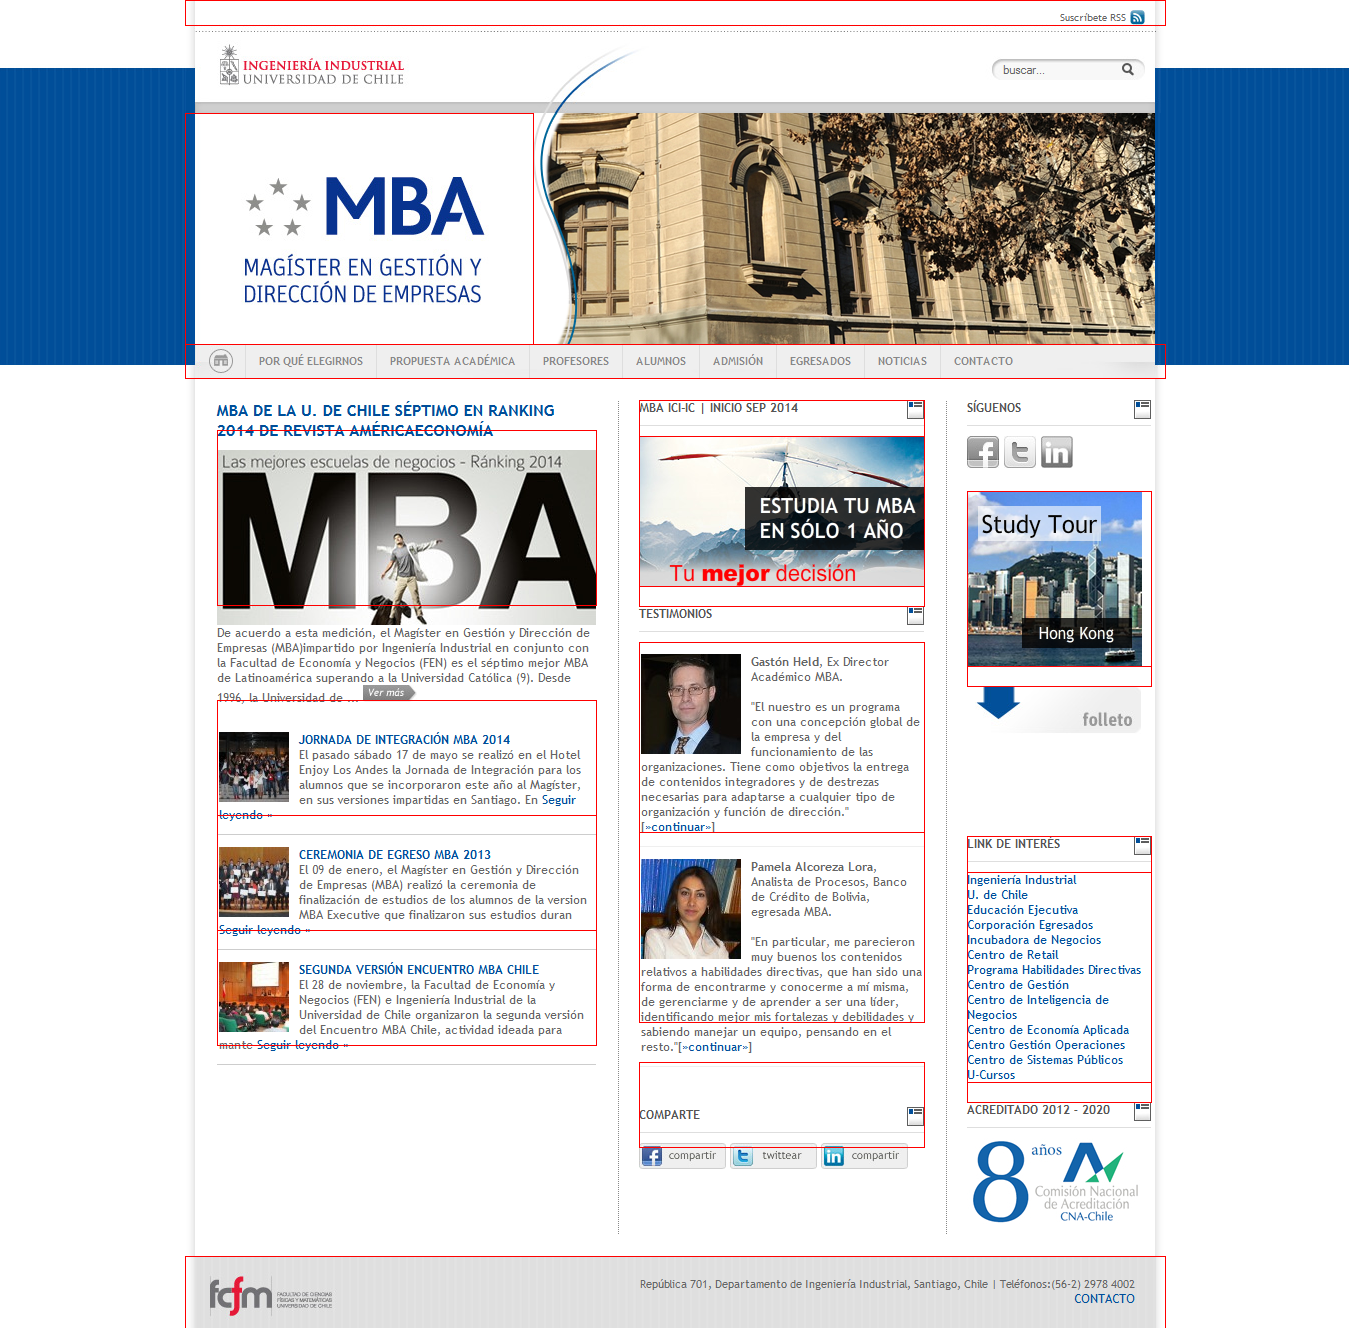 Suscríbete RSS
INGENIERÍA INDUSTRIAL
UNIVERSIDAD DE CHILE
buscar...
MBA
MAGÍSTER EN GESTIÓN Y
DIRECCIÓN DE EMPRESAS
POR QUÉ ELEGIRNOS PROPUESTA ACADÉMICA PROFESORES ALUMNOS ADMISIÓN EGRESADOS NOTICIAS CONTACTO
MBA DE LA U. DE CHILE SÉPTIMO EN RANKING
2014 DE REVISTA AMÉRICAECONOMÍA
Las mejores escuelas de negocios - Ránking 2014
MBA
De acuerdo a esta medición, el Magíster en Gestión y Dirección de
Empresas (MBA)impartido por Ingeniería Industrial en conjunto con
la Facultad de Economía y Negocios (FEN) es el séptimo mejor MBA
de Latinoamérica superando a la Universidad Católica (9). Desde
1996, la Universidad de ... Ver más
JORNADA DE INTEGRACIÓN MBA 2014
El pasado sábado 17 de mayo se realizó en el Hotel
Enjoy Los Andes la Jornada de Integración para los
alumnos que se incorporaron este año al Magíster,
en sus versiones impartidas en Santiago. En Seguir
leyendo »
CEREMONIA DE EGRESO MBA 2013
El 09 de enero, el Magíster en Gestión y Dirección
de Empresas (MBA) realizó la ceremonia de
finalización de estudios de los alumnos de la version
MBA Executive que finalizaron sus estudios duran
Seguir leyendo »
SEGUNDA VERSIÓN ENCUENTRO MBA CHILE
El 28 de noviembre, la Facultad de Economía y
Negocios (FEN) e Ingeniería Industrial de la
Universidad de Chile organizaron la segunda versión
del Encuentro MBA Chile, actividad ideada para
mante Seguir leyendo »
MBA ICI-IC | INICIO SEP 2014
ESTUDIA TU MBA
EN SÓLO 1 AÑO
Tu mejor decisión
TESTIMONIOS
Gastón Held, Ex Director
Académico MBA.
"El nuestro es un programa
con una concepción global de
la empresa y del
funcionamiento de las
organizaciones. Tiene como objetivos la entrega
de contenidos integradores y de destrezas
necesarias para adaptarse a cualquier tipo de
organización y función de dirección."
[»continuar»]
Pamela Alcoreza Lora,
Analista de Procesos, Banco
de Crédito de Bolivia,
egresada MBA.
"En particular, me parecieron
muy buenos los contenidos
relativos a habilidades directivas, que han sido una
forma de encontrarme y conocerme a mí misma,
de gerenciarme y de aprender a ser una líder,
identificando mejor mis fortalezas y debilidades y
sabiendo manejar un equipo, pensando en el
resto."[»continuar»]
COMPARTE
compartir twittear compartir
SÍGUENOS
Study Tour
Hong Kong
folleto
LINK DE INTERÉS
Ingeniería Industrial
U. de Chile
Educación Ejecutiva
Corporación Egresados
Incubadora de Negocios
Centro de Retail
Programa Habilidades Directivas
Centro de Gestión
Centro de Inteligencia de
Negocios
Centro de Economía Aplicada
Centro Gestión Operaciones
Centro de Sistemas Públicos
U-Cursos
ACREDITADO 2012 - 2020
8 años
Comisión Nacional
de Acreditación
CNA-Chile
fcfm
FACULTAD DE CIENCIAS
FÍSICAS Y MATEMÁTICAS
UNIVERSIDAD DE CHILE
República 701, Departamento de Ingeniería Industrial, Santiago, Chile | Teléfonos:(56-2) 2978 4002
CONTACTO